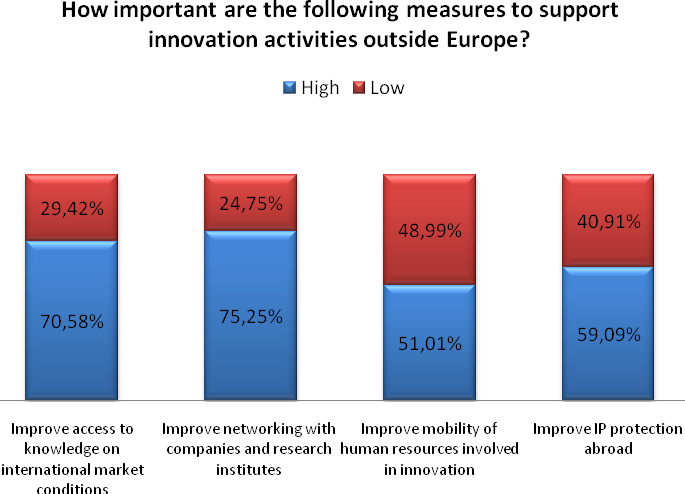 How important are the following measures to support
innovation activities outside Europe?
High Low
29,42% 24,75% 48,99% 40,91%
70,58% 75,25% 51,01% 59,09%
Improve access to
knowledge on
international market
conditions
Improve networking with
companies and research
institutes
Improve mobility of
human resources involved
in innovation
Improve IP protection
abroad